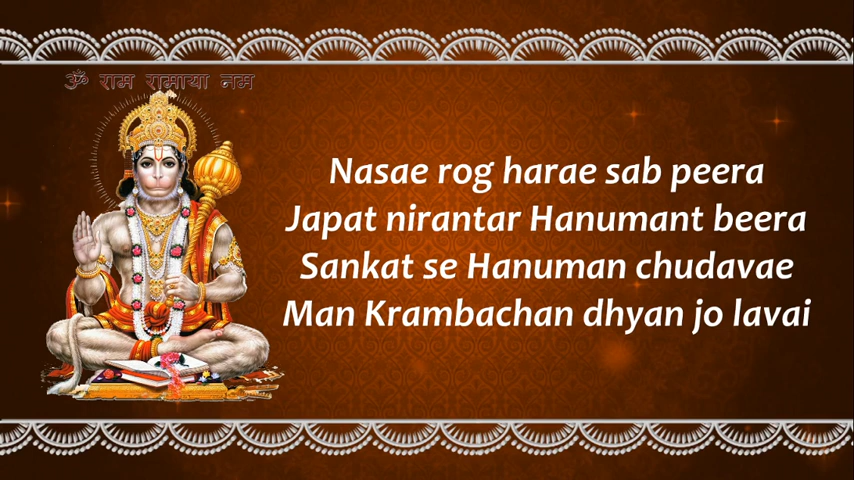 ॐ राम रामाया नम
Nasae rog harae sab peera
Japat nirantar Hanumant beera
Sankat se Hanuman chudavae
Man Krambachan dhyan jo lavai